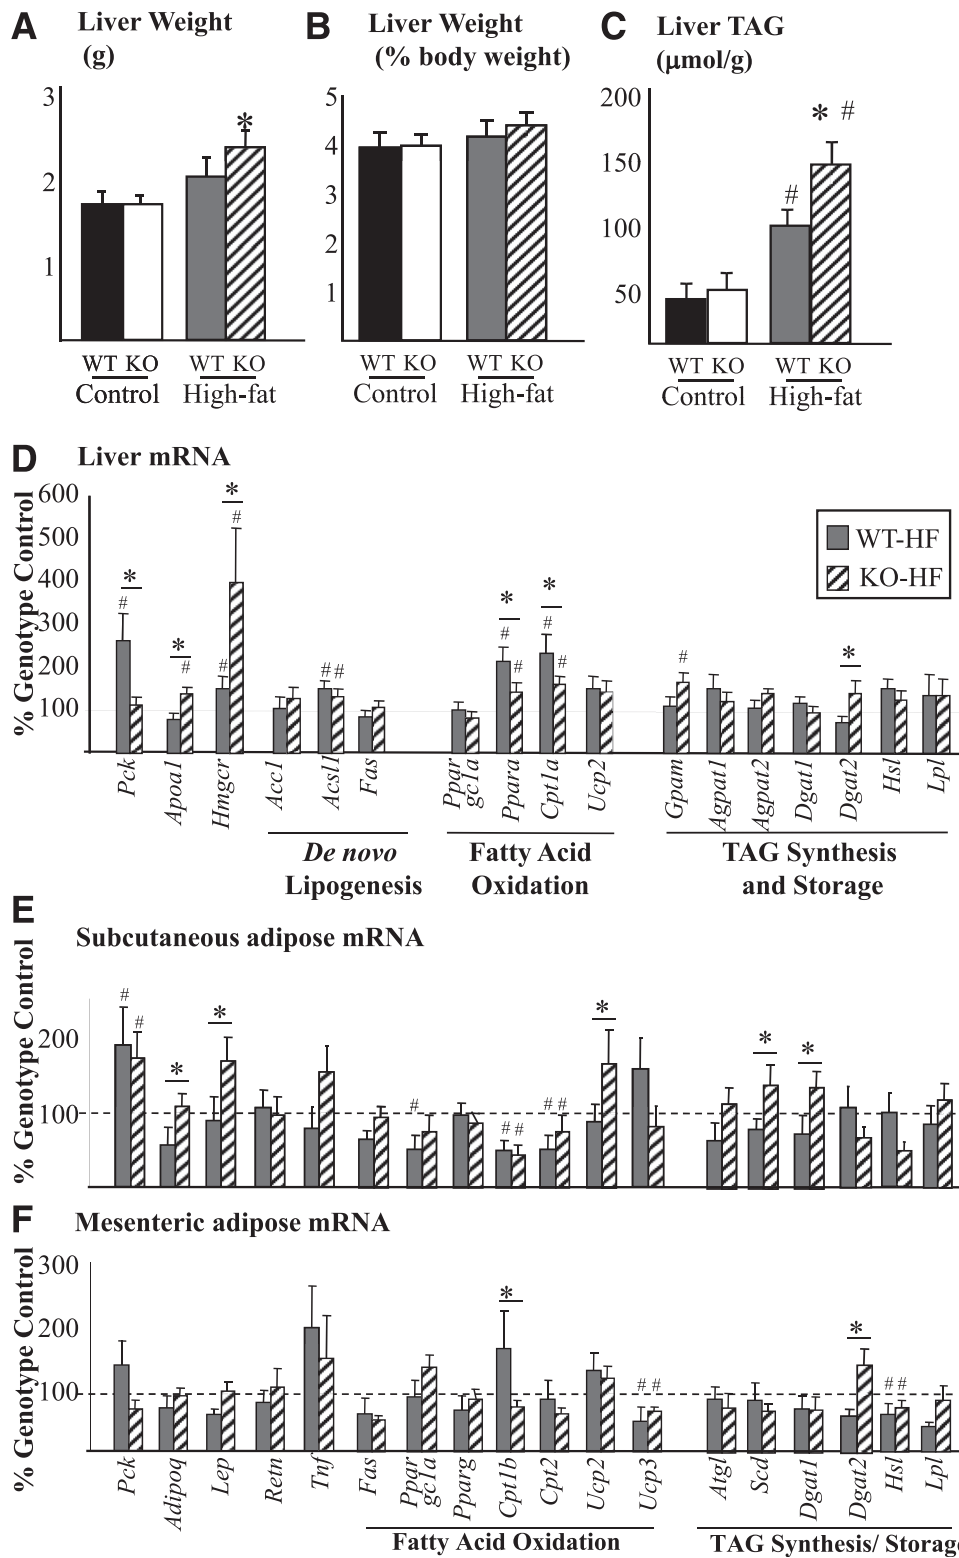 A Liver Weight
(g)
3
2
1
*
WT KO
WT KO
Control
High-fat
B Liver Weight
(% body weight)
5
4
3
2
1
WT KO
WT KO
Control
High-fat
C Liver TAG
(μmol/g)
200
150
100
50
#
* #
WT KO
WT KO
Control
High-fat
D Liver mRNA
% Genotype Control
600
500
400
300
200
100
# * * # # * # # # # * # # * # # *
WT-HF
KO-HF
Pck
Apoa1
Hmgcr
Acc1
Acsl1
Fas
Ppar
gc1a
Ppara
Cpt1a
Ucp2
Gpam
Agpat1
Agpat2
Dgat1
Dgat2
Hsl
Lpl
De novo
Lipogenesis
Fatty Acid
Oxidation
TAG Synthesis
and Storage
E
Subcutaneous adipose mRNA
% Genotype Control
200
100
# # * * # # # # # * * *
F Mesenteric adipose mRNA
% Genotype Control
300
200
100
* # # * # #
Pck
Adipoq
Lep
Retn
Tnf
Fas
Ppar
gc1a
Pparg
Cpt1b
Cpt2
Ucp2
Ucp3
Atgl
Scd
Dgat1
Dgat2
Hsl
Lpl
Fatty Acid Oxidation
TAG Synthesis/ Storage